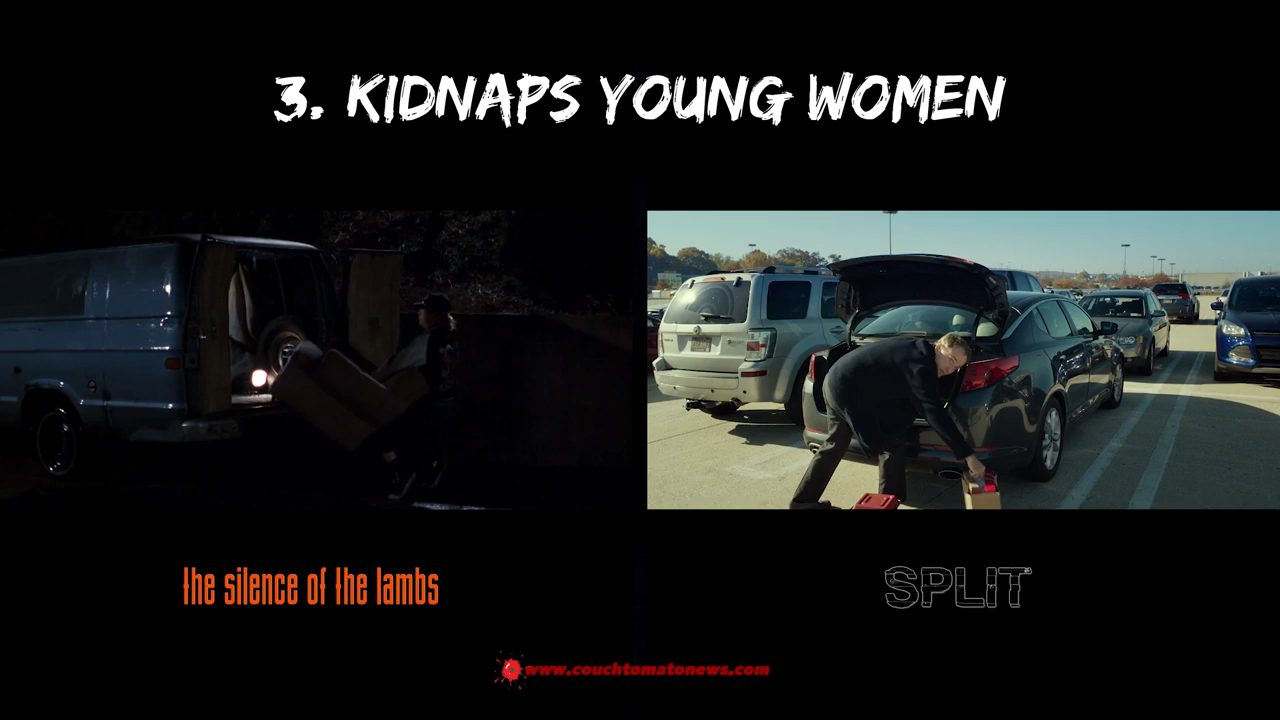 3. KIDNAPS YOUNG WOMEN
the silence of the lambs
SPLIT
www.couchtomatonews.com